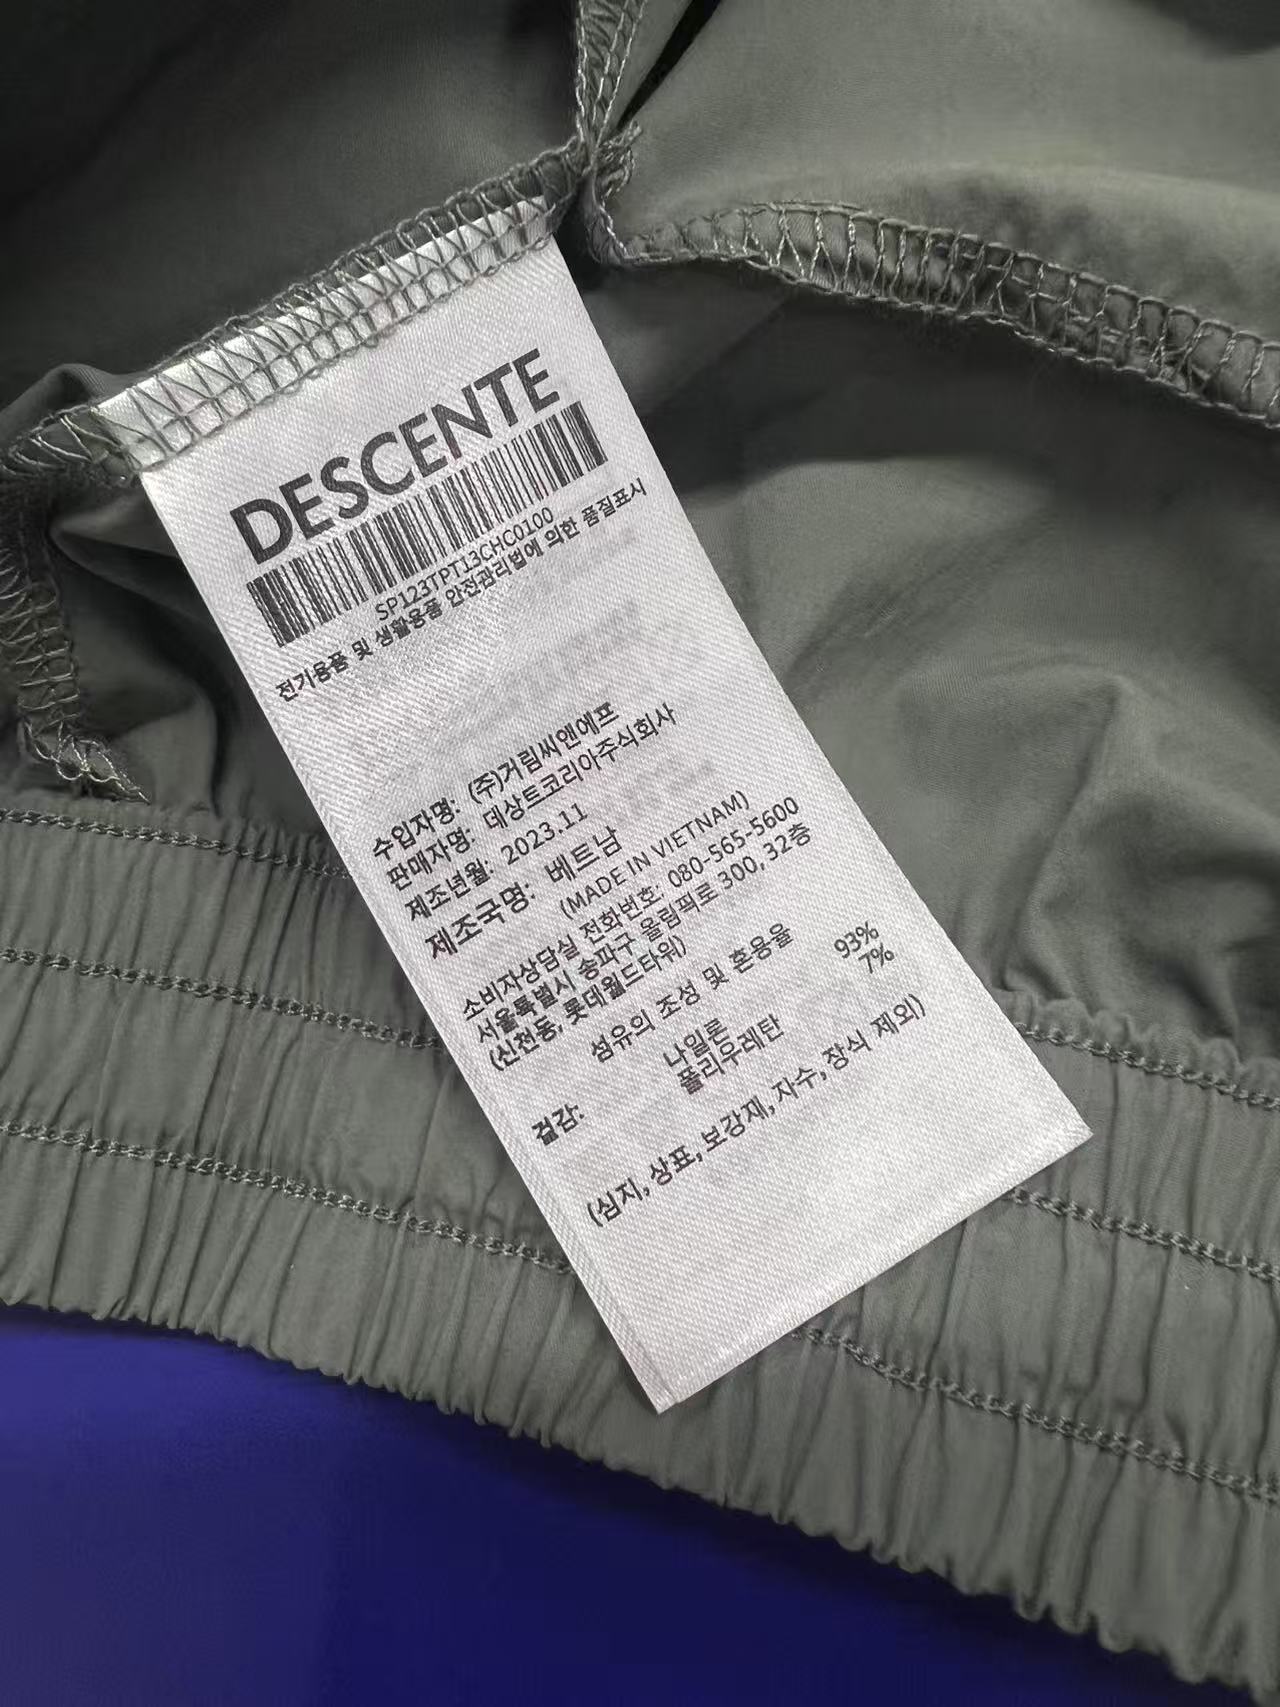 DESCENTE
SP123TPT13CHC0100
전기용품 및 생활용품 안전관리법에 의한 품질표시
수입자명: (주)거림씨앤에프
판매자명: 데상트코리아주식회사
제조년월: 2023.11
제조국명: 베트남
(MADE IN VIETNAM)
소비자상담실 전화번호: 080-565-5600
서울특별시 송파구 올림픽로 300, 32층
(신천동, 롯데월드타워)
섬유의 조성 및 혼용율
겉감: 나일론 93%
폴리우레탄 7%
(심지, 상표, 보강재, 자수, 장식 제외)